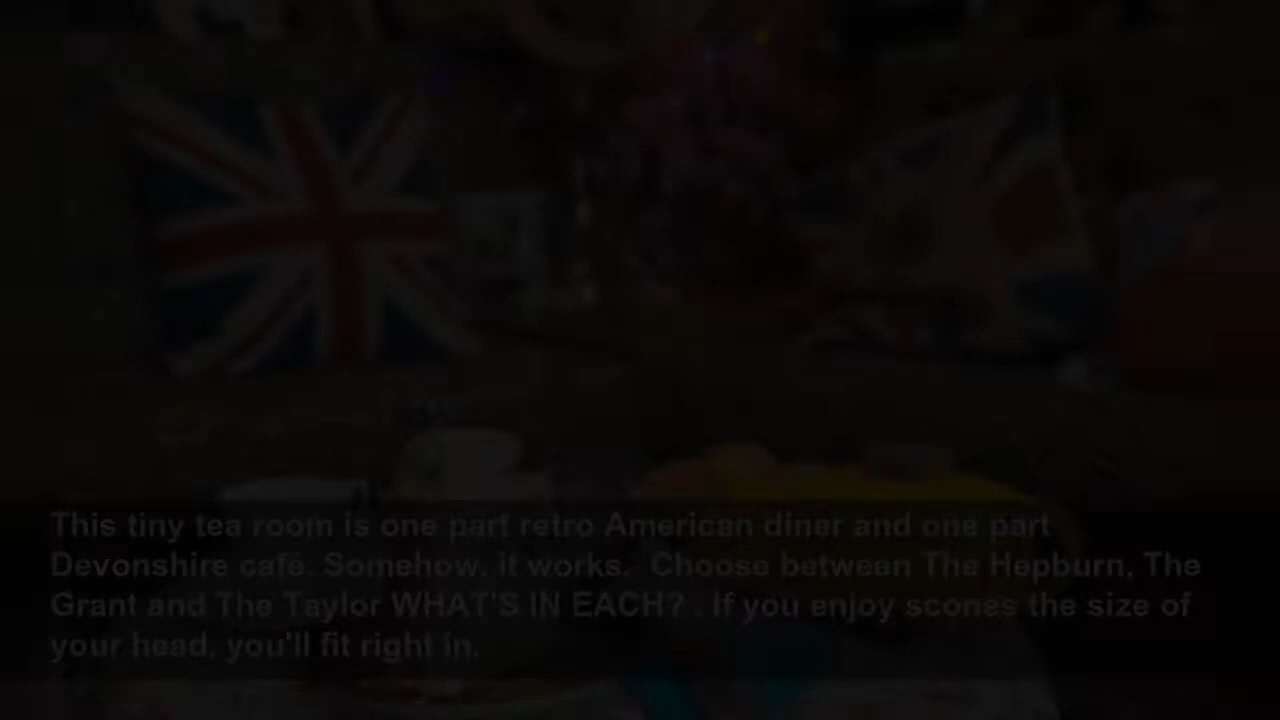 This tiny tea room is one part retro American diner and one part
Devonshire café. Somehow, it works.  Choose between The Hepburn, The
Grant and The Taylor WHAT'S IN EACH? . If you enjoy scones the size of
your head, you'll fit right in.